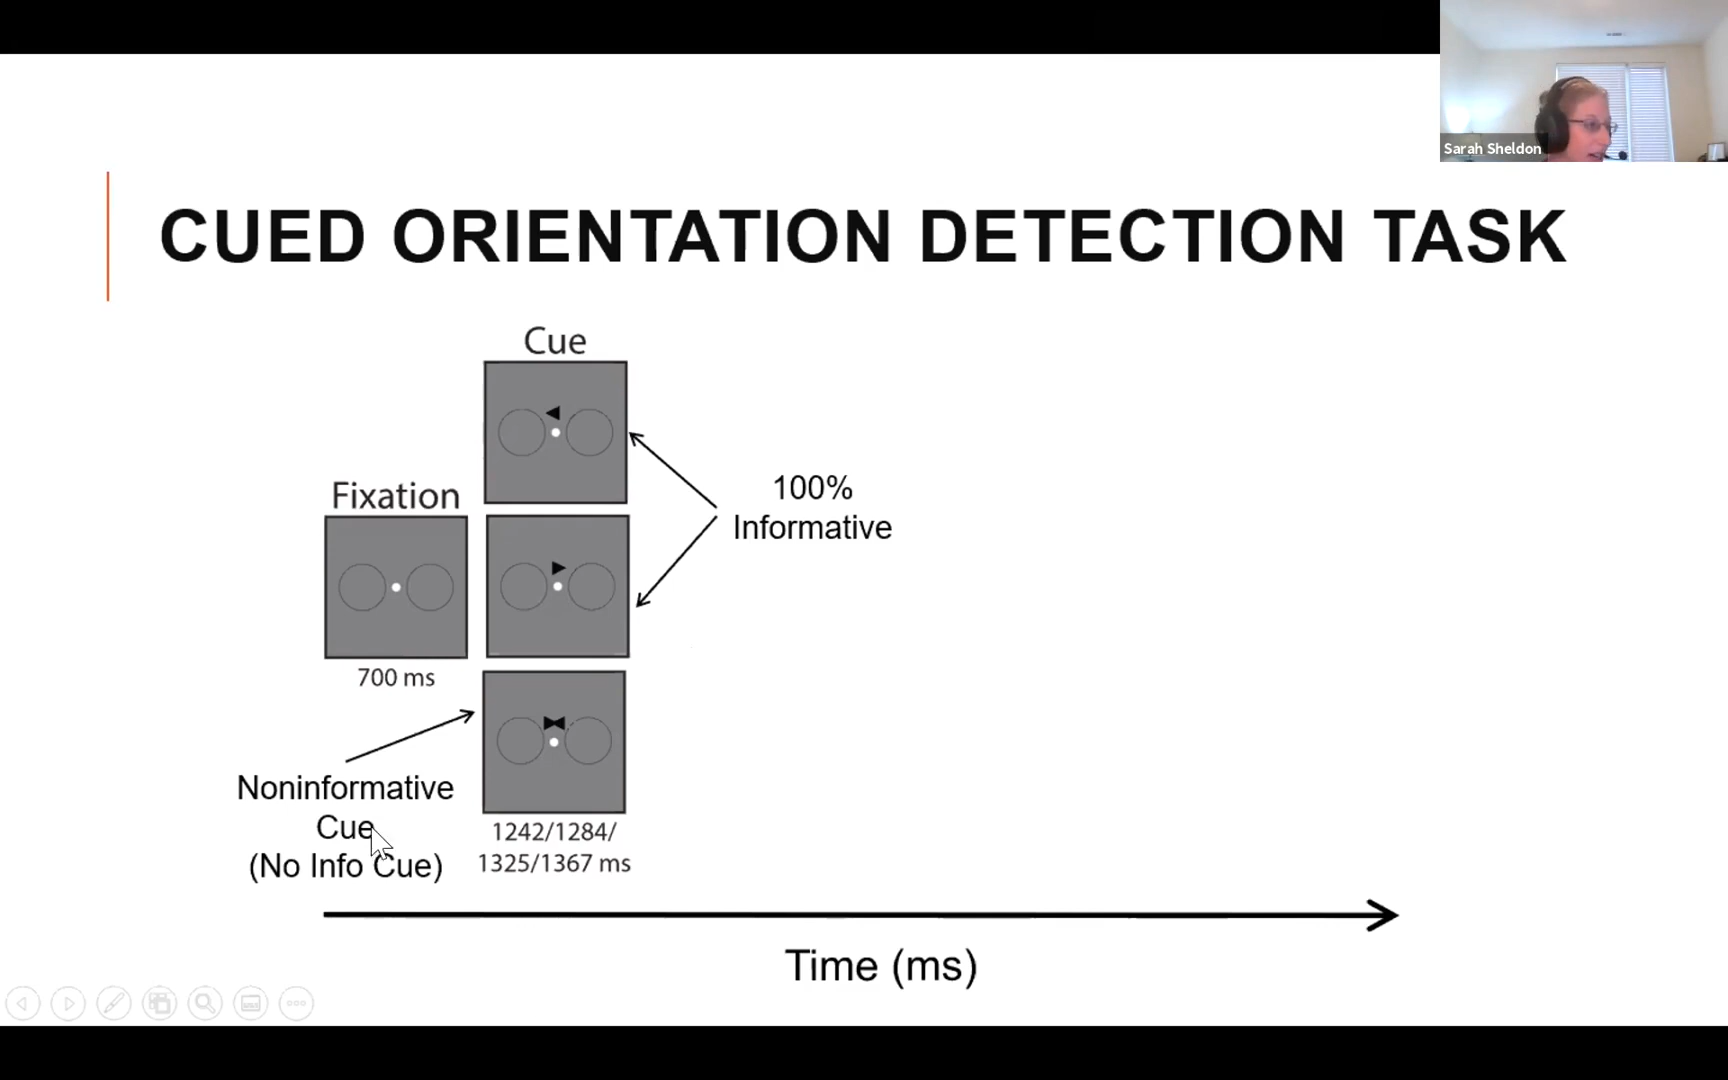 Sarah Sheldon
CUED ORIENTATION DETECTION TASK
Cue
Fixation
100%
Informative
700 ms
Noninformative
Cue
(No Info Cue)
1242/1284/
1325/1367 ms
Time (ms)